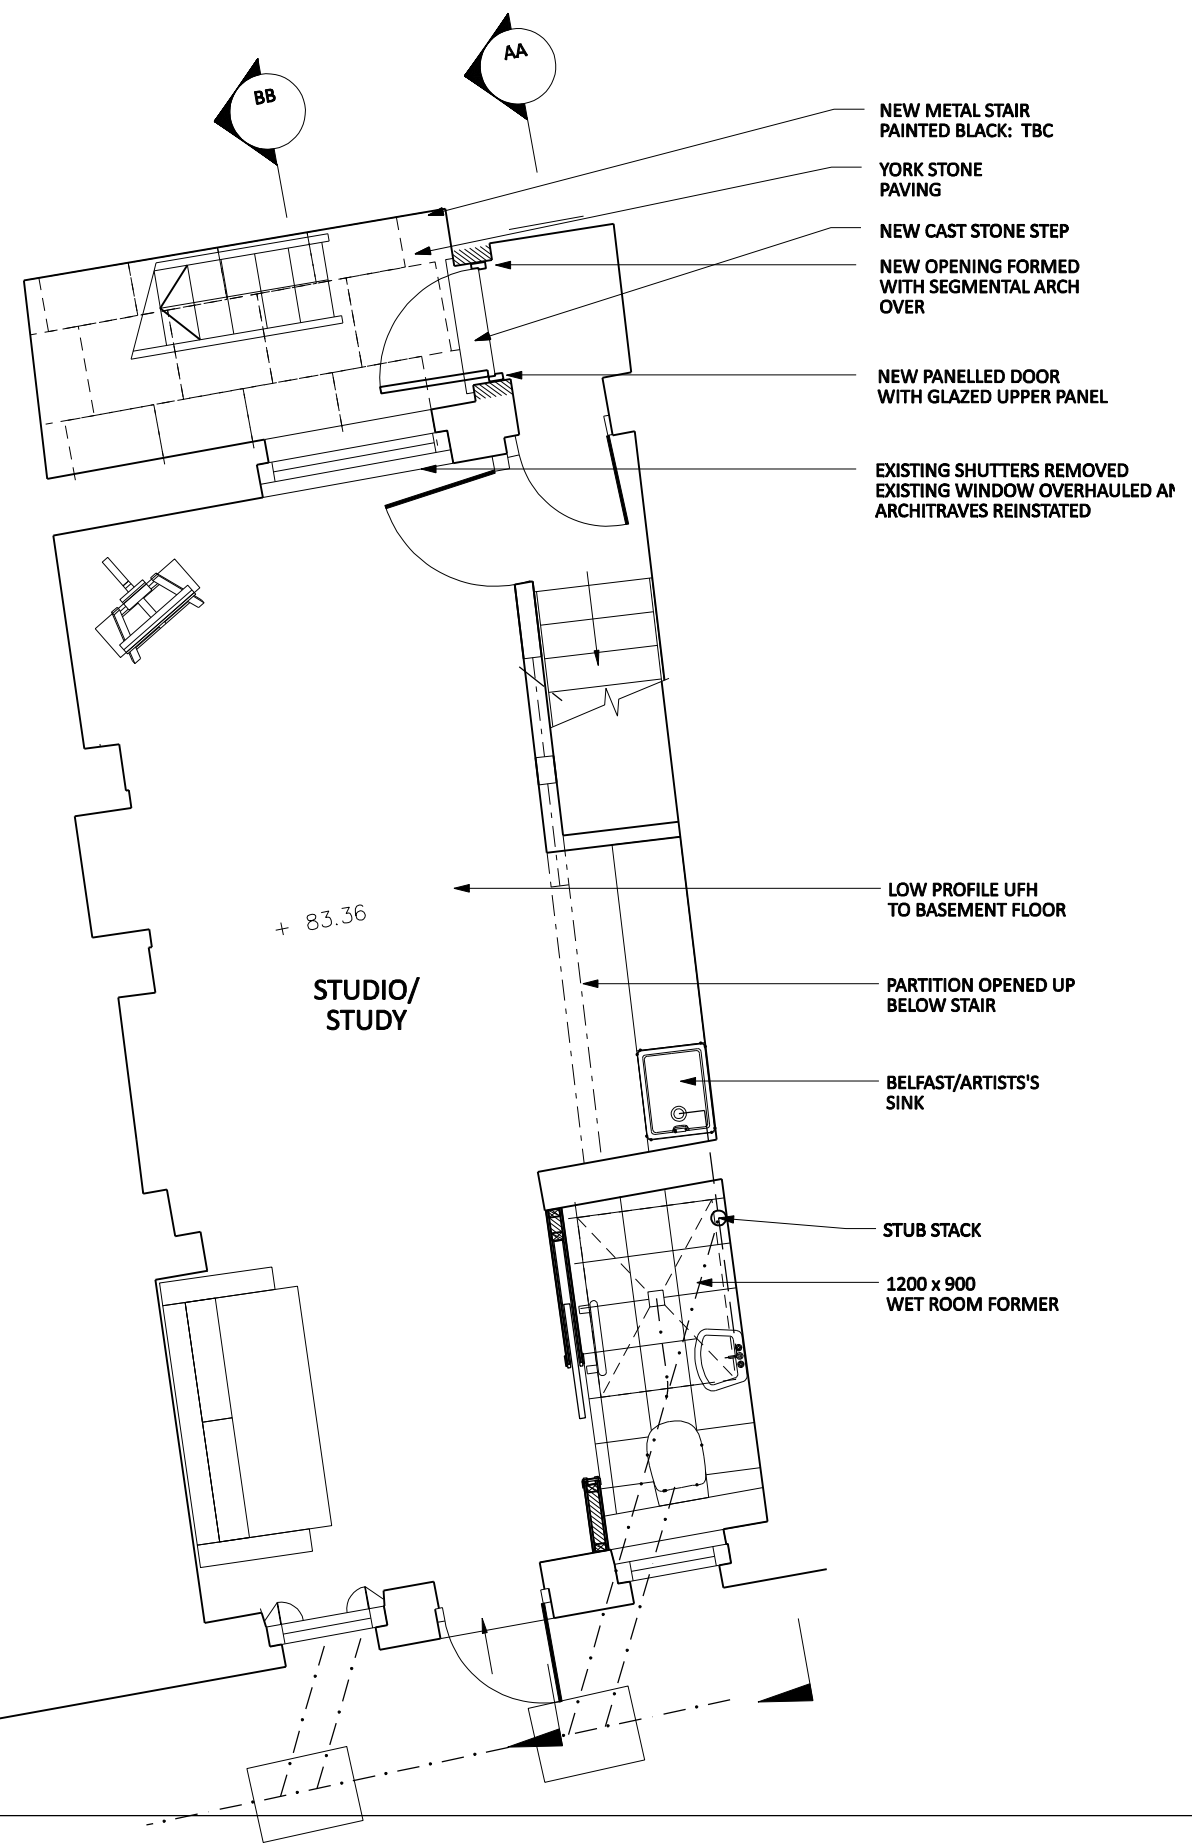 AA
BB
NEW METAL STAIR
PAINTED BLACK: TBC
YORK STONE
PAVING
NEW CAST STONE STEP
NEW OPENING FORMED
WITH SEGMENTAL ARCH
OVER
NEW PANELLED DOOR
WITH GLAZED UPPER PANEL
EXISTING SHUTTERS REMOVED
EXISTING WINDOW OVERHAULED
ARCHITRAVES REINSTATED
LOW PROFILE UFH
TO BASEMENT FLOOR
+ 83.36
STUDIO/
STUDY
PARTITION OPENED UP
BELOW STAIR
BELFAST/ARTISTS'S
SINK
STUB STACK
1200 x 900
WET ROOM FORMER